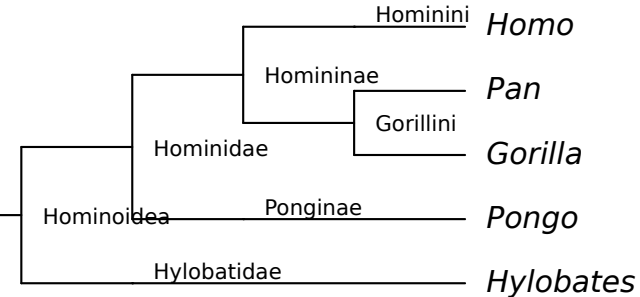 Hominini
Homo
Homininae
Pan
Gorillini
Hominidae
Gorilla
Ponginae
Hominoidea
Pongo
Hylobatidae
Hylobates